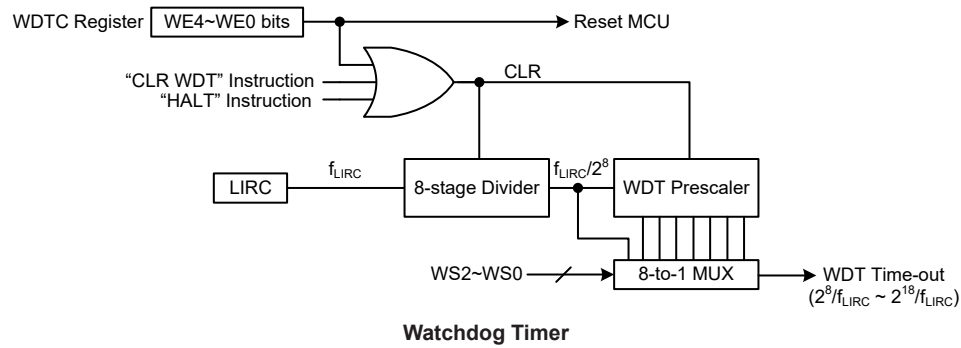 WDTC Register WE4~WE0 bits Reset MCU
CLR
“CLR WDT” Instruction
“HALT” Instruction
fLIRC fLIRC/2⁸
LIRC 8-stage Divider WDT Prescaler
WS2~WS0 8-to-1 MUX WDT Time-out
(2⁸/fLIRC ~ 2¹⁸/fLIRC)
Watchdog Timer